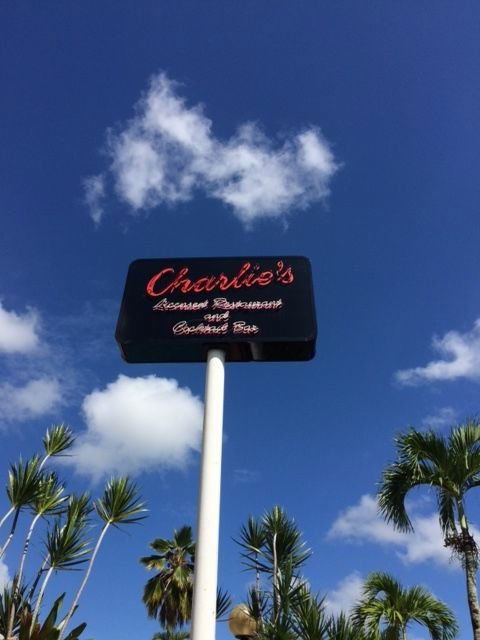 Charlie's
Licensed Restaurant
and
Cocktail Bar